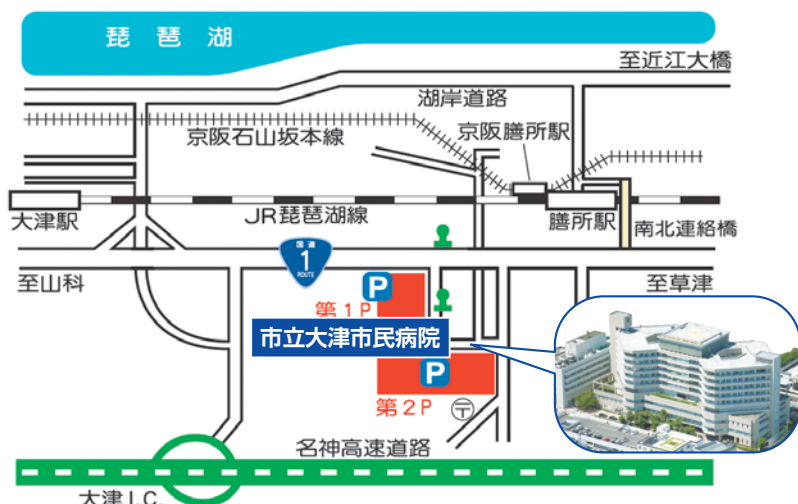 琵琶湖
至近江大橋
湖岸道路
京阪石山坂本線
京阪膳所駅
大津駅
JR琵琶湖線
膳所駅
南北連絡橋
国道
1
ROUTE
至山科
至草津
P
第1P
市立大津市民病院
P
第2P
〒
名神高速道路
大津I.C.